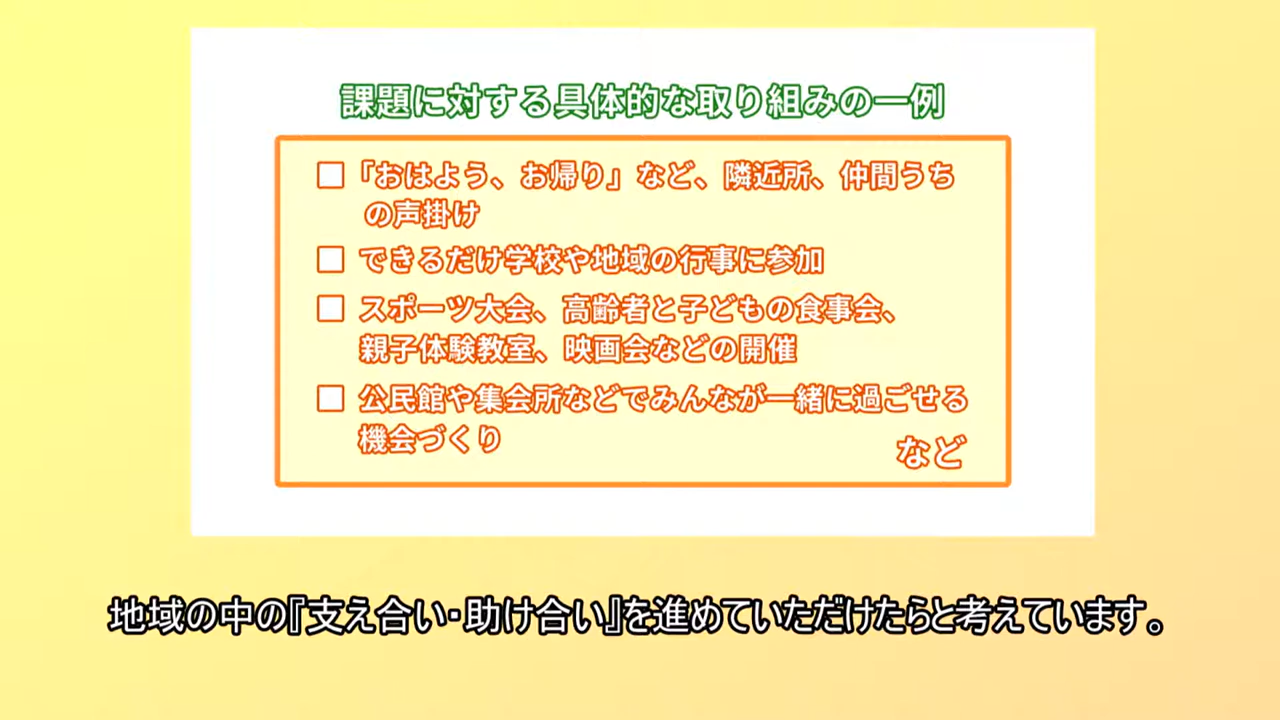 課題に対する具体的な取り組みの一例
□「おはよう、お帰り」など、隣近所、仲間うち
の声掛け
□ できるだけ学校や地域の行事に参加
□ スポーツ大会、高齢者と子どもの食事会、
親子体験教室、映画会などの開催
□ 公民館や集会所などでみんなが一緒に過ごせる
機会づくり
など
地域の中の『支え合い・助け合い』を進めていただけたらと考えています。